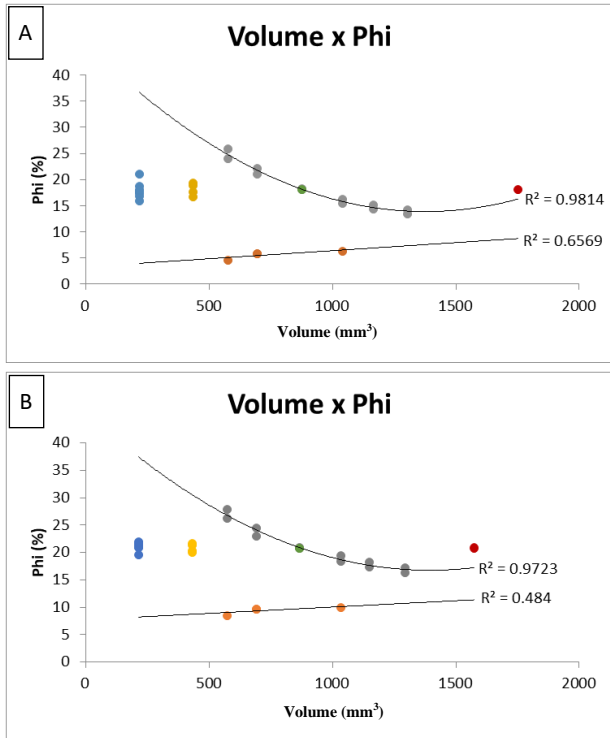 A
Volume x Phi
40
35
30
25
20
15
10
5
0
Phi (%)
R² = 0.9814
R² = 0.6569
0 500 1000 1500 2000
Volume (mm³)
B
Volume x Phi
40
35
30
25
20
15
10
5
0
Phi (%)
R² = 0.9723
R² = 0.484
0 500 1000 1500 2000
Volume (mm³)